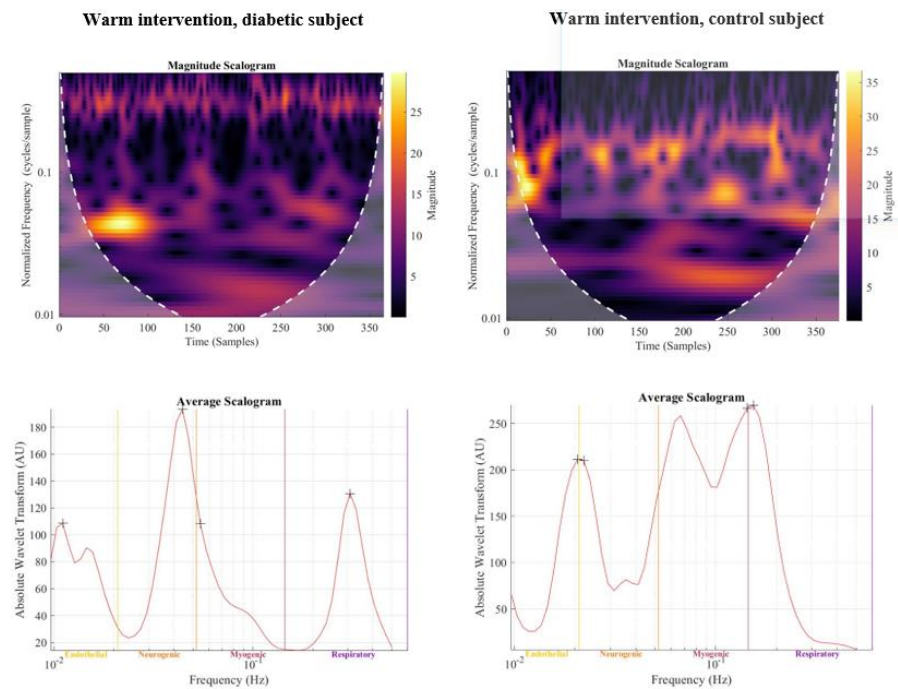 Warm intervention, diabetic subject
Warm intervention, control subject
Magnitude Scalogram
Normalized Frequency (cycles/sample)
0.1
0.01
0 50 100 150 200 250 300 350
Time (Samples)
25
20
15
10
5
Magnitude
Magnitude Scalogram
Normalized Frequency (cycles/sample)
0.1
0.01
0 50 100 150 200 250 300 350
Time (Samples)
35
30
25
20
15
10
5
Magnitude
Average Scalogram
Absolute Wavelet Transform (AU)
180
160
140
120
100
80
60
40
20
Endothelial Neurogenic Myogenic Respiratory
10⁻² 10⁻¹
Frequency (Hz)
Average Scalogram
Absolute Wavelet Transform (AU)
250
200
150
100
50
Endothelial Neurogenic Myogenic Respiratory
10⁻² 10⁻¹
Frequency (Hz)